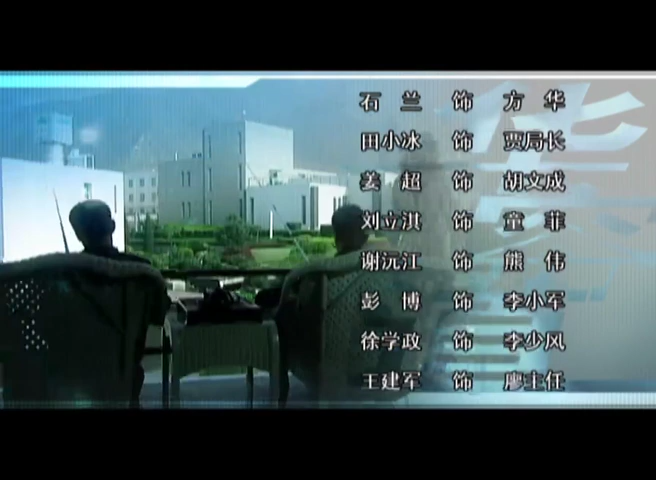 石 兰 饰 方 华
田小冰 饰 贾局长
姜 超 饰 胡文成
刘立淇 饰 童 菲
谢沅江 饰 熊 伟
彭 博 饰 李小军
徐学政 饰 李少风
王建军 饰 廖主任